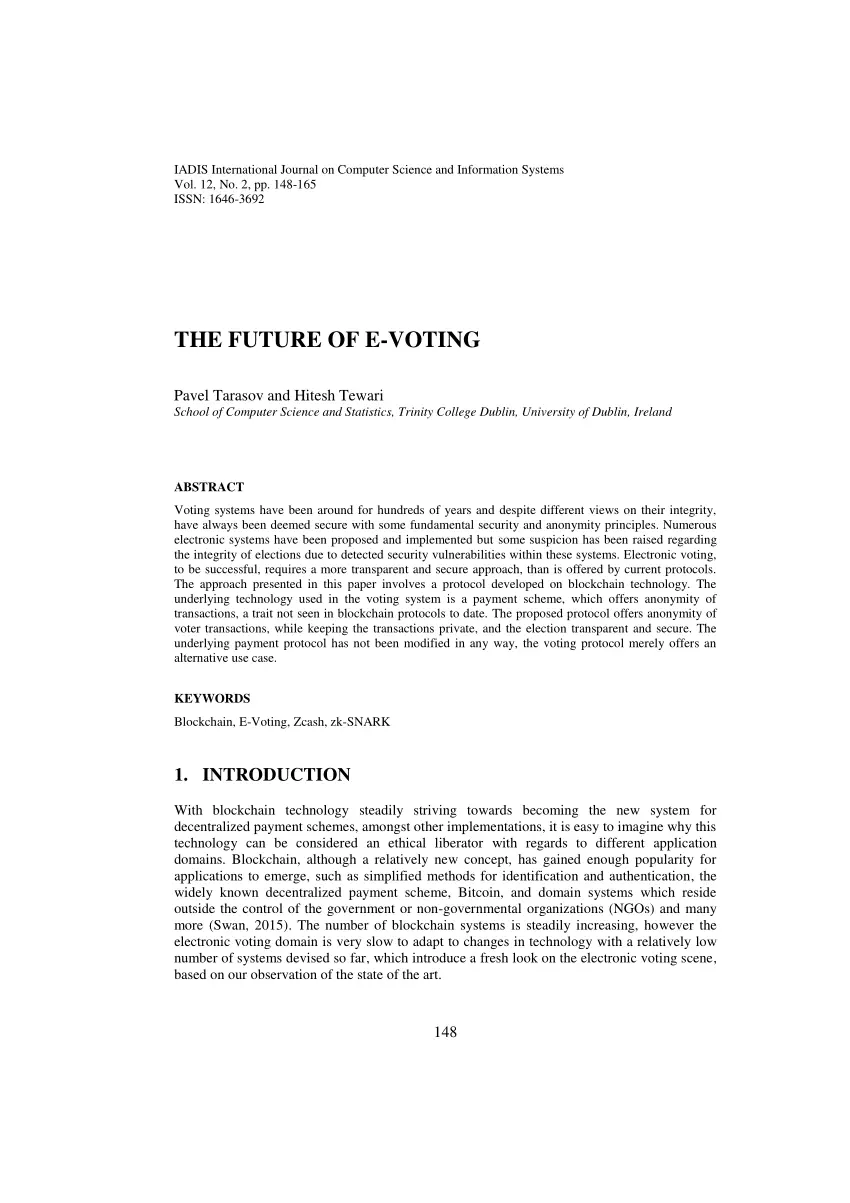 IADIS International Journal on Computer Science and Information Systems
Vol. 12, No. 2, pp. 148-165
ISSN: 1646-3692
THE FUTURE OF E-VOTING
Pavel Tarasov and Hitesh Tewari
School of Computer Science and Statistics, Trinity College Dublin, University of Dublin, Ireland
ABSTRACT
Voting systems have been around for hundreds of years and despite different views on their integrity,
have always been deemed secure with some fundamental security and anonymity principles. Numerous
electronic systems have been proposed and implemented but some suspicion has been raised regarding
the integrity of elections due to detected security vulnerabilities within these systems. Electronic voting,
to be successful, requires a more transparent and secure approach, than is offered by current protocols.
The approach presented in this paper involves a protocol developed on blockchain technology. The
underlying technology used in the voting system is a payment scheme, which offers anonymity of
transactions, a trait not seen in blockchain protocols to date. The proposed protocol offers anonymity of
voter transactions, while keeping the transactions private, and the election transparent and secure. The
underlying payment protocol has not been modified in any way, the voting protocol merely offers an
alternative use case.
KEYWORDS
Blockchain, E-Voting, Zcash, zk-SNARK
1. INTRODUCTION
With blockchain technology steadily striving towards becoming the new system for
decentralized payment schemes, amongst other implementations, it is easy to imagine why this
technology can be considered an ethical liberator with regards to different application
domains. Blockchain, although a relatively new concept, has gained enough popularity for
applications to emerge, such as simplified methods for identification and authentication, the
widely known decentralized payment scheme, Bitcoin, and domain systems which reside
outside the control of the government or non-governmental organizations (NGOs) and many
more (Swan, 2015). The number of blockchain systems is steadily increasing, however the
electronic voting domain is very slow to adapt to changes in technology with a relatively low
number of systems devised so far, which introduce a fresh look on the electronic voting scene,
based on our observation of the state of the art.
148